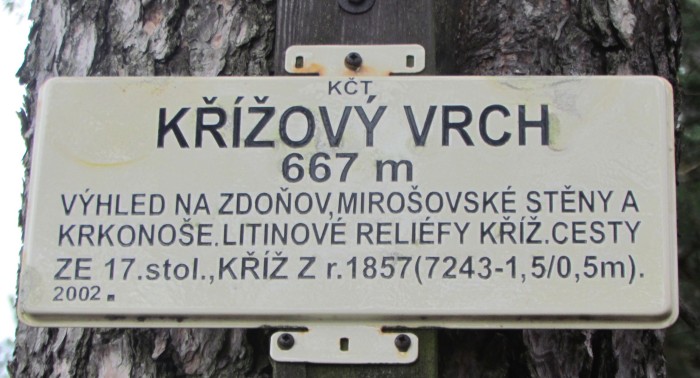 KČT
KŘÍŽOVÝ VRCH
667 m
VÝHLED NA ZDOŇOV, MIROŠOVSKÉ STĚNY A
KRKONOŠE. LITINOVÉ RELIÉFY KŘÍŽ. CESTY
ZE 17. stol., KŘÍŽ Z r. 1857 (7243-1,5/0,5m).
2002